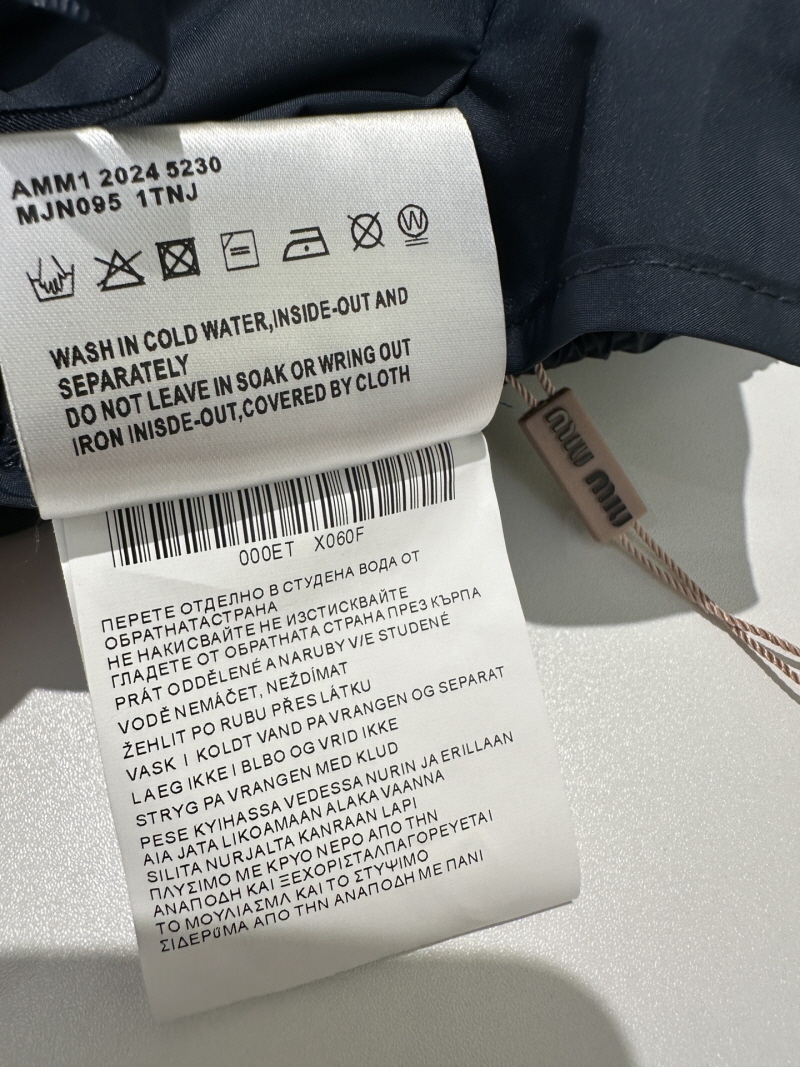 AMM1 2024 5230
MJN095 1TNJ
W
WASH IN COLD WATER,INSIDE-OUT AND
SEPARATELY
DO NOT LEAVE IN SOAK OR WRING OUT
IRON INISDE-OUT,COVERED BY CLOTH
MIU MIU
000ET X060F
ПЕРЕТЕ ОТДЕЛНО В СТУДЕНА ВОДА ОТ
ОБРАТНАТАСТРАНА
НЕ НАКИСВАЙТЕ НЕ ИЗСТИСКВАЙТЕ
ГЛАДЕТЕ ОТ ОБРАТНАТА СТРАНА ПРЕЗ КЪРПА
PRÁT ODDĚLENÉ A NARUBY V/E STUDENÉ
VODĚ NEMÁČET, NEŽDÍMAT
ŽEHLIT PO RUBU PŘES LÁTKU
VASK I KOLDT VAND PA VRANGEN OG SEPARAT
LAEG IKKE I BLBO OG VRID IKKE
STRYG PA VRANGEN MED KLUD
PESE KYIHASSA VEDESSA NURIN JA ERILLAAN
AIA JATA LIKOAMAAN ALAKA VAANNA
SILITA NURJALTA KANRAAN LAPI
ΠΛΥΣΙΜΟ ΜΕ ΚΡΥΟ ΝΕΡΟ ΑΠΟ ΤΗΝ
ΑΝΑΠΟΔΗ ΚΑΙ ΞΕΧΟΡΙΣΤΑΛΠΑΓΟΡΕΥΕΤΑΙ
ΤΟ ΜΟΥΛΙΑΣΜΛ ΚΑΙ ΤΟ ΣΤΥΨΙΜΟ
ΣΙΔΕΡΩΜΑ ΑΠΟ ΤΗΝ ΑΝΑΠΟΔΗ ΜΕ ΠΑΝΙ